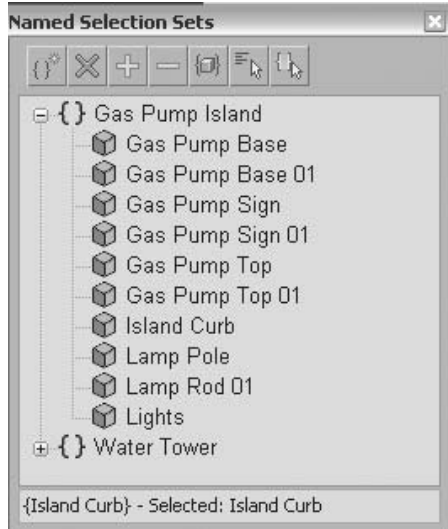 Named Selection Sets
{ } Gas Pump Island
Gas Pump Base
Gas Pump Base 01
Gas Pump Sign
Gas Pump Sign 01
Gas Pump Top
Gas Pump Top 01
Island Curb
Lamp Pole
Lamp Rod 01
Lights
{ } Water Tower
{Island Curb} - Selected: Island Curb